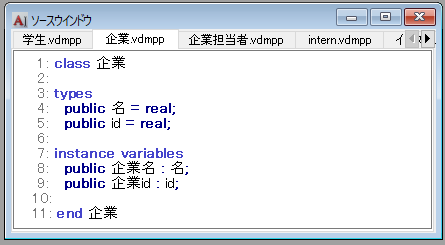 ソースウインドウ
学生.vdmpp 企業.vdmpp 企業担当者.vdmpp intern.vdmpp
1: class 企業
2:
3: types
4: public 名 = real;
5: public id = real;
6:
7: instance variables
8: public 企業名 : 名;
9: public 企業id : id;
10:
11: end 企業